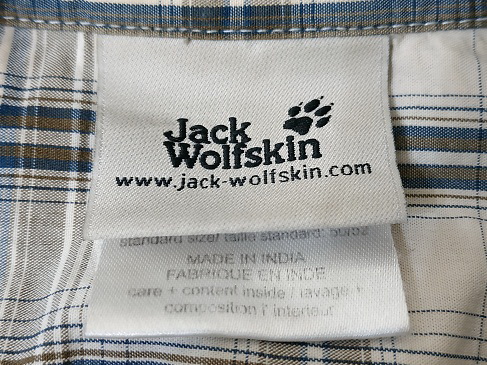 Jack
Wolfskin
www.jack-wolfskin.com
standard size/ taille standard:
MADE IN INDIA
FABRIQUE EN INDE
care + content inside / lavage +
composition l' interieur